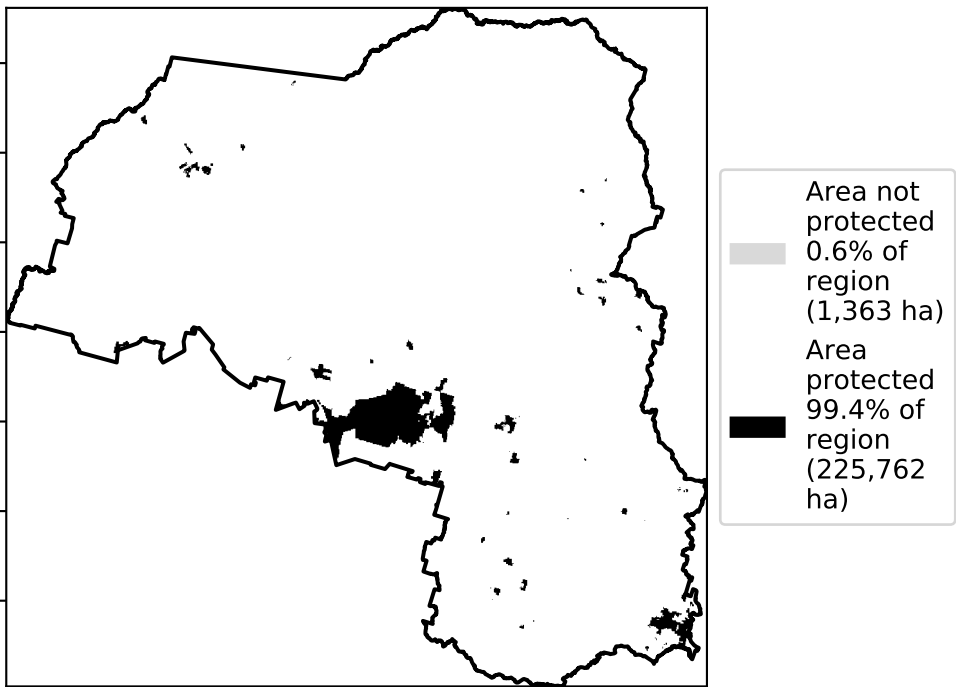 Area not
protected
0.6% of
region
(1,363 ha)
Area
protected
99.4% of
region
(225,762
ha)